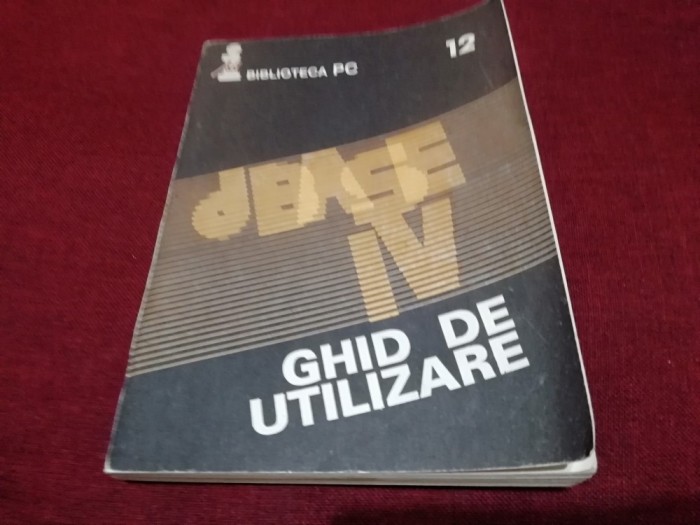 BIBLIOTECA PC
12
dBASE
IV
GHID DE
UTILIZARE